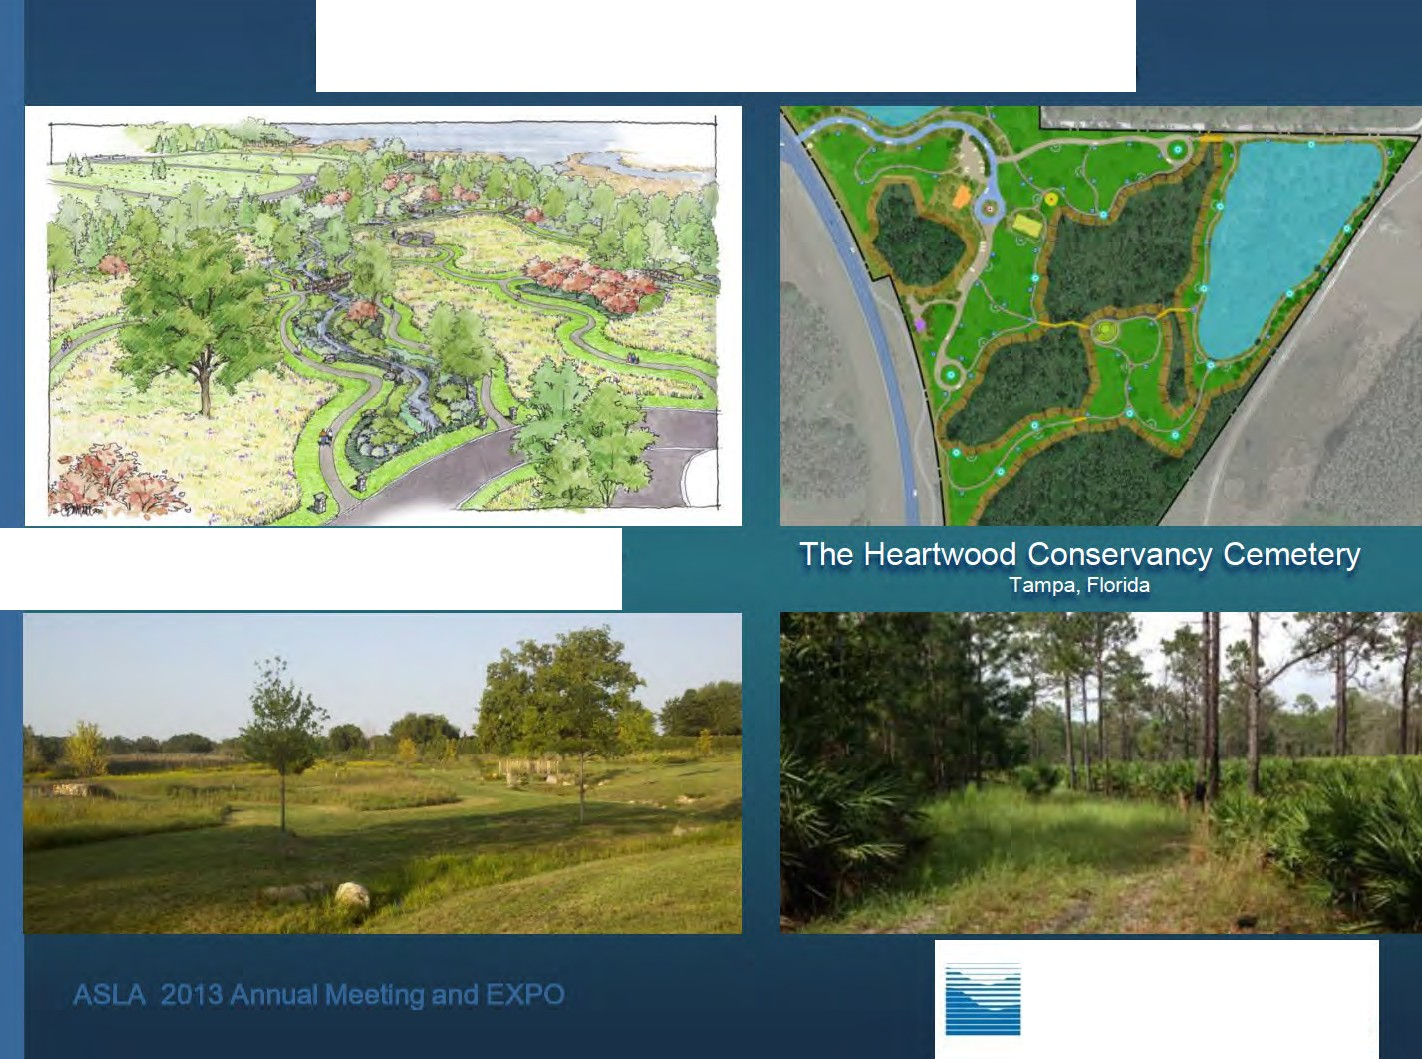 The Heartwood Conservancy Cemetery
Tampa, Florida
ASLA 2013 Annual Meeting and EXPO